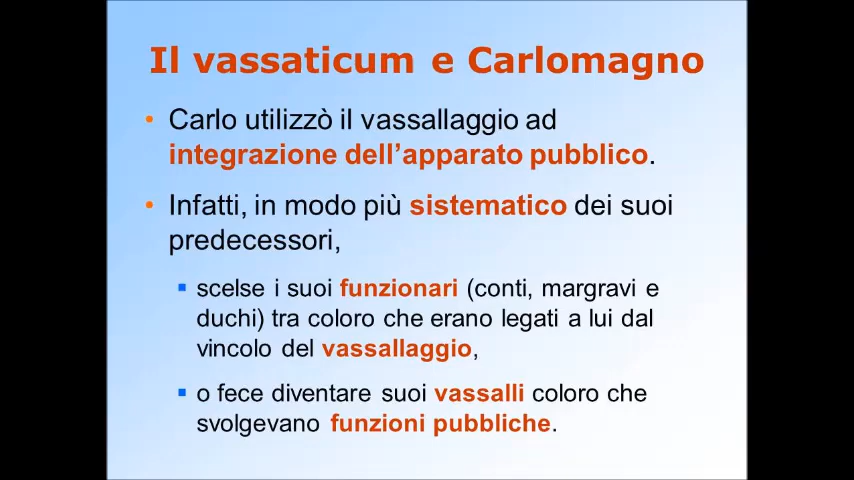 Il vassaticum e Carlomagno
• Carlo utilizzò il vassallaggio ad
integrazione dell’apparato pubblico.
• Infatti, in modo più sistematico dei suoi
predecessori,
▪ scelse i suoi funzionari (conti, margravi e
duchi) tra coloro che erano legati a lui dal
vincolo del vassallaggio,
▪ o fece diventare suoi vassalli coloro che
svolgevano funzioni pubbliche.